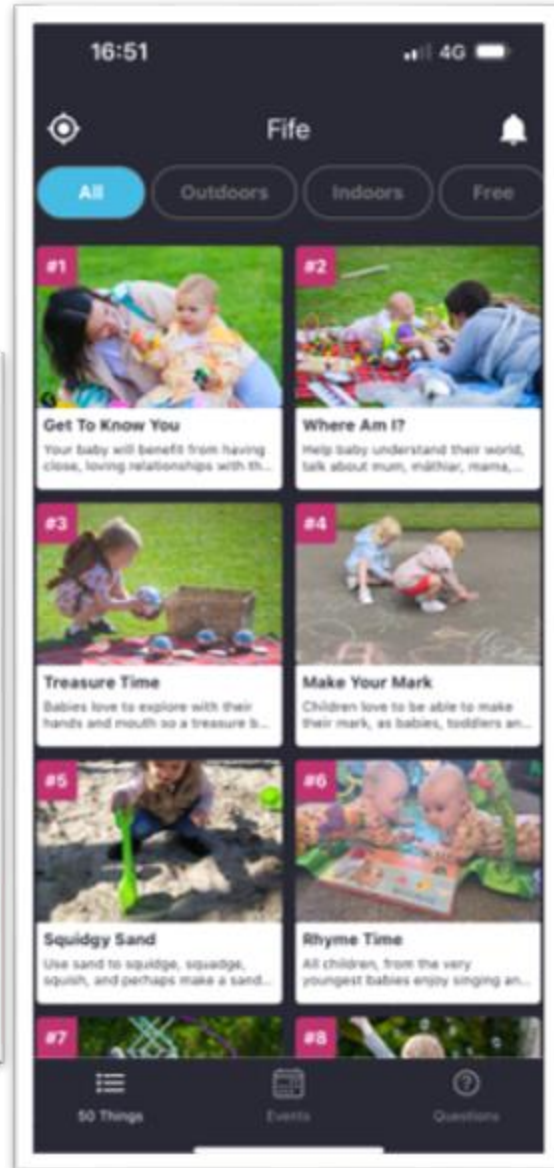 16:51
4G
Fife
All
Outdoors
Indoors
Free
#1
#2
Get To Know You
Where Am I?
Your baby will benefit from having
close, loving relationships with th...
Help baby understand their world,
talk about mum, máthiar, mama,...
#3
#4
Treasure Time
Make Your Mark
Babies love to explore with their
hands and mouth so a treasure b...
Children love to be able to make
their mark, as babies, toddlers an...
#5
#6
Squidgy Sand
Rhyme Time
Use sand to squidge, squadge,
squish, and perhaps make a sand...
All children, from the very
youngest babies enjoy singing an...
#7
#8
50 Things
Events
Questions